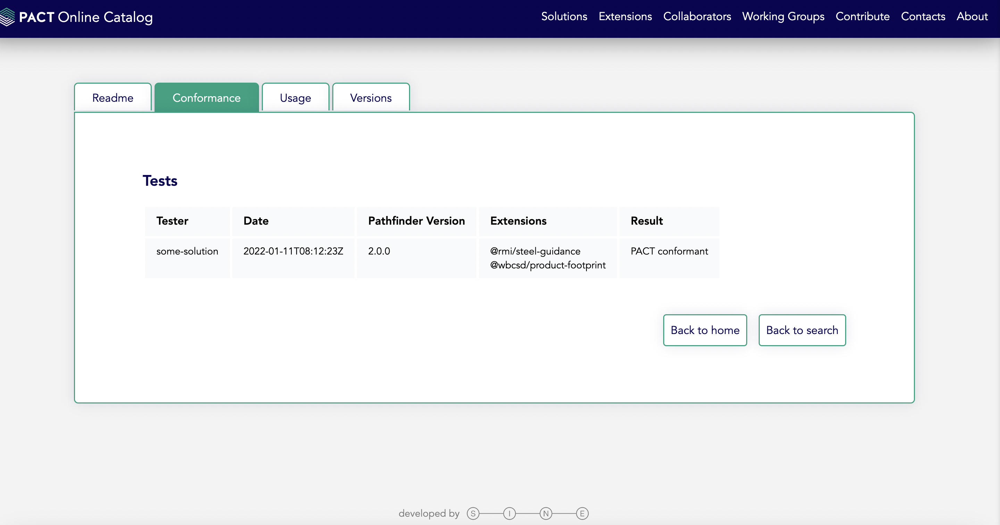 PACT Online Catalog
Solutions Extensions Collaborators Working Groups Contribute Contacts About
Readme Conformance Usage Versions
Tests
Tester Date Pathfinder Version Extensions Result
some-solution 2022-01-11T08:12:23Z 2.0.0 @rmi/steel-guidance PACT conformant
@wbcsd/product-footprint
Back to home Back to search
developed by S I N E